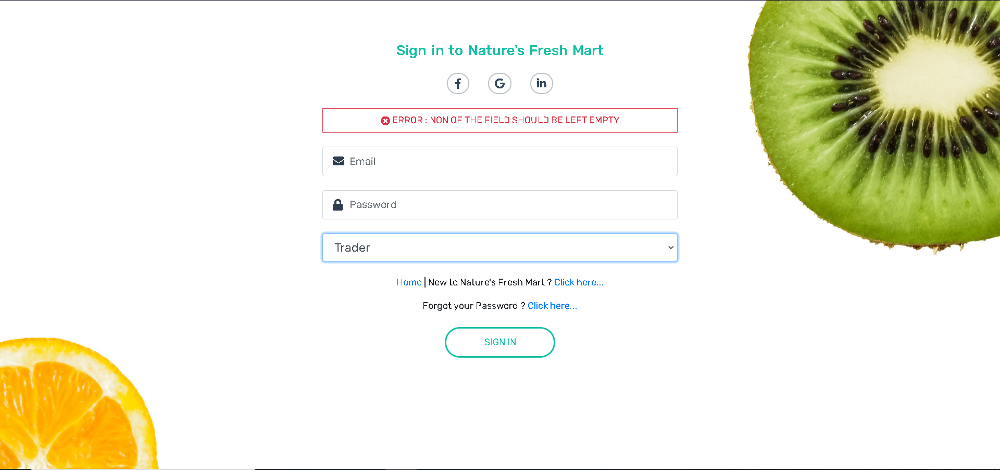 Sign in to Nature's Fresh Mart
ERROR : NON OF THE FIELD SHOULD BE LEFT EMPTY
Email
Password
Trader
Home | New to Nature's Fresh Mart ? Click here...
Forgot your Password ? Click here...
SIGN IN